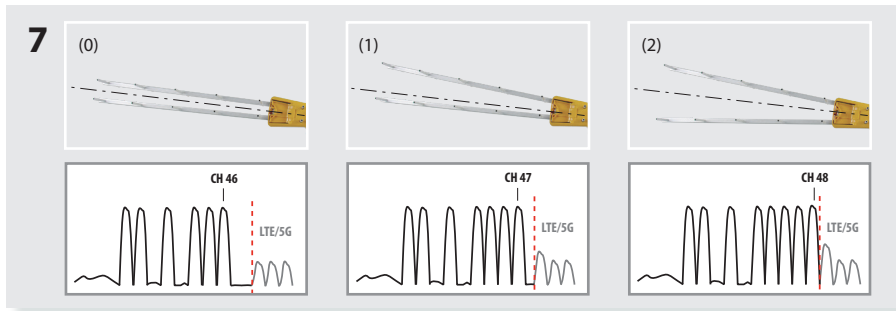 7
(0)
(1)
(2)
CH 46
LTE/5G
CH 47
LTE/5G
CH 48
LTE/5G